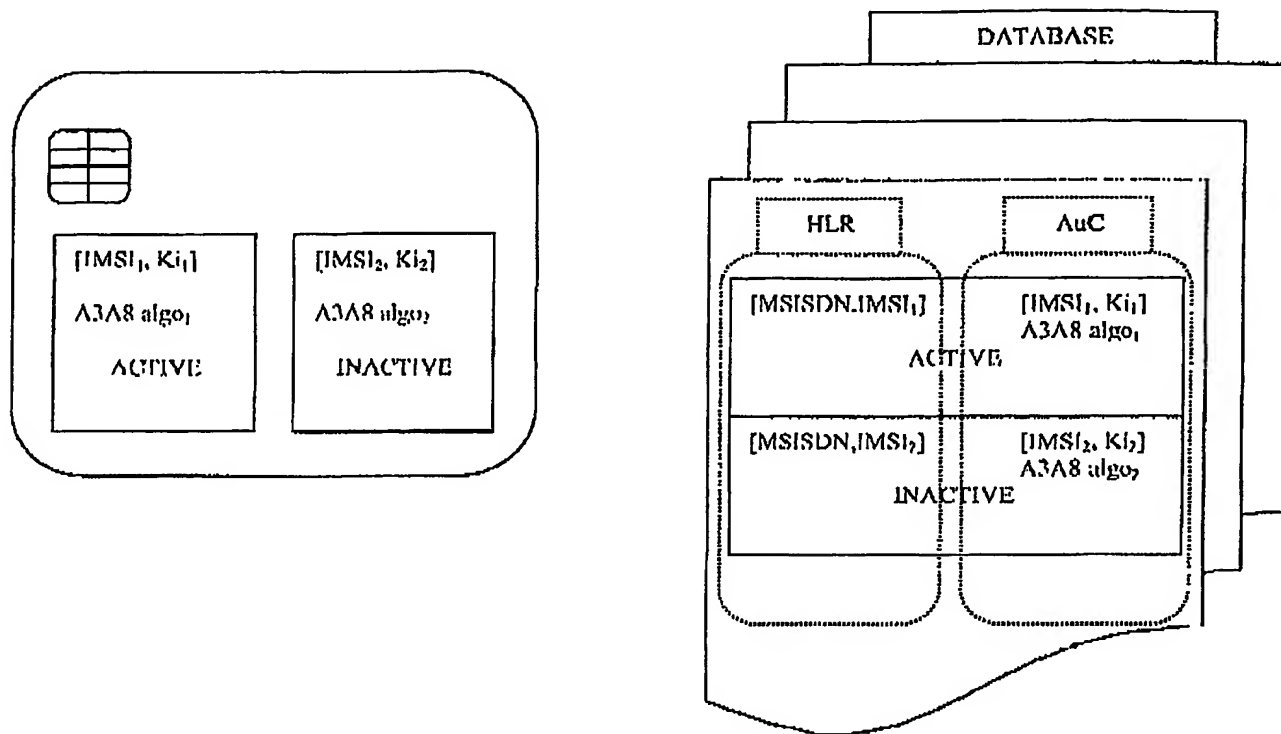 [IMSI₁, Ki₁]
A3A8 algo₁
ACTIVE
[IMSI₂, Ki₂]
A3A8 algo₂
INACTIVE
DATABASE
HLR
AuC
[MSISDN,IMSI₁]
[IMSI₁, Ki₁]
A3A8 algo₁
ACTIVE
[MSISDN,IMSI₂]
[IMSI₂, Ki₂]
A3A8 algo₂
INACTIVE